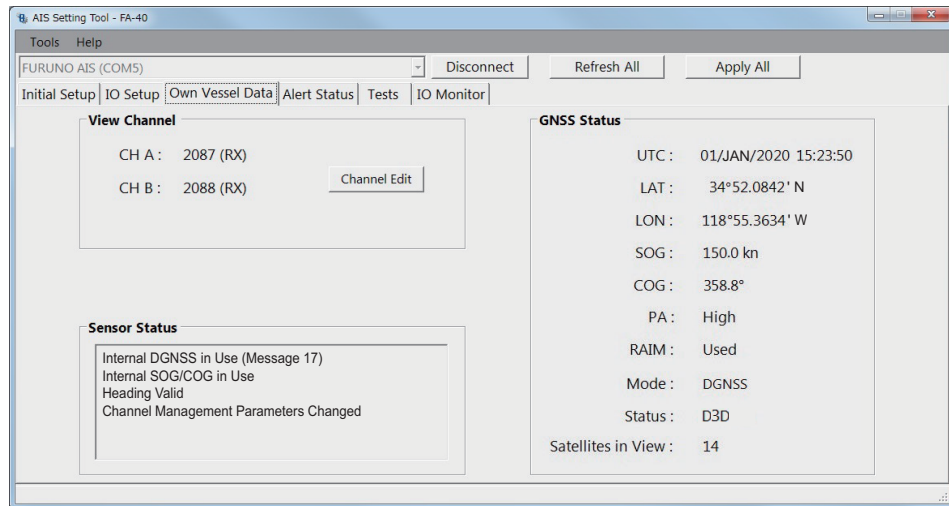 AIS Setting Tool - FA-40
Tools Help
FURUNO AIS (COM5) Disconnect Refresh All Apply All
Initial Setup IO Setup Own Vessel Data Alert Status Tests IO Monitor
View Channel
CH A : 2087 (RX)
CH B : 2088 (RX)
Channel Edit
Sensor Status
Internal DGNSS in Use (Message 17)
Internal SOG/COG in Use
Heading Valid
Channel Management Parameters Changed
GNSS Status
UTC : 01/JAN/2020 15:23:50
LAT : 34°52.0842' N
LON : 118°55.3634' W
SOG : 150.0 kn
COG : 358.8°
PA : High
RAIM : Used
Mode : DGNSS
Status : D3D
Satellites in View : 14